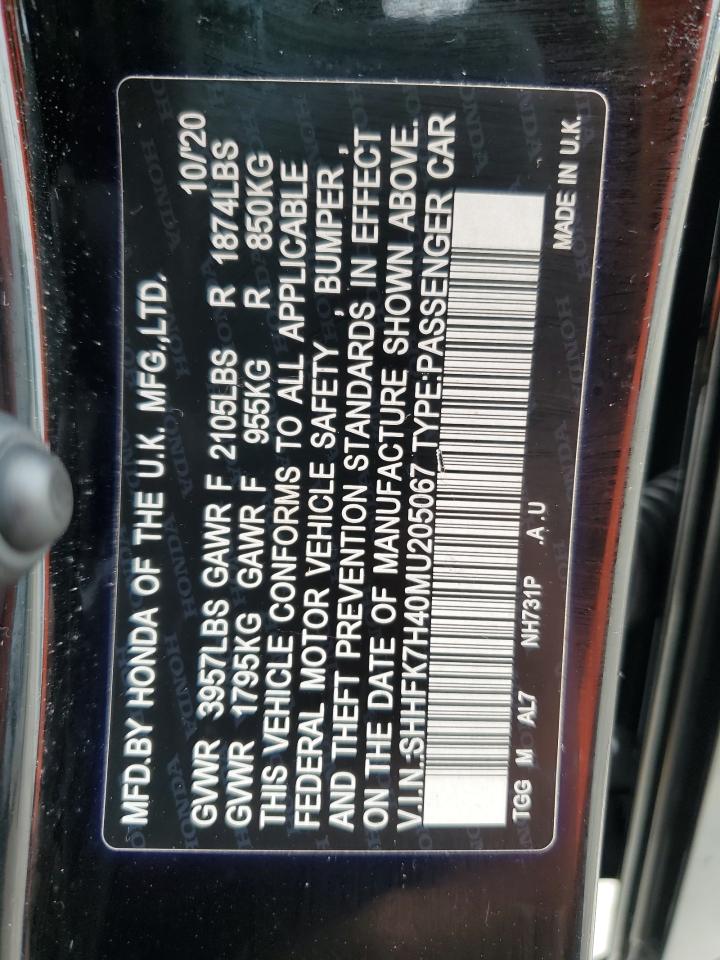 MFD.BY HONDA OF THE U.K. MFG.,LTD. 10/'20
GVWR 3957LBS GAWR F 2105LBS R 1874LBS
GVWR 1795KG GAWR F 955KG R 850KG
THIS VEHICLE CONFORMS TO ALL APPLICABLE
FEDERAL MOTOR VEHICLE SAFETY , BUMPER ,
AND THEFT PREVENTION STANDARDS IN EFFECT
ON THE DATE OF MANUFACTURE SHOWN ABOVE.
V.I.N.:SHHFK7H40MU205067 TYPE:PASSENGER CAR
TGG M AL7 NH731P .A .U MADE IN U.K.